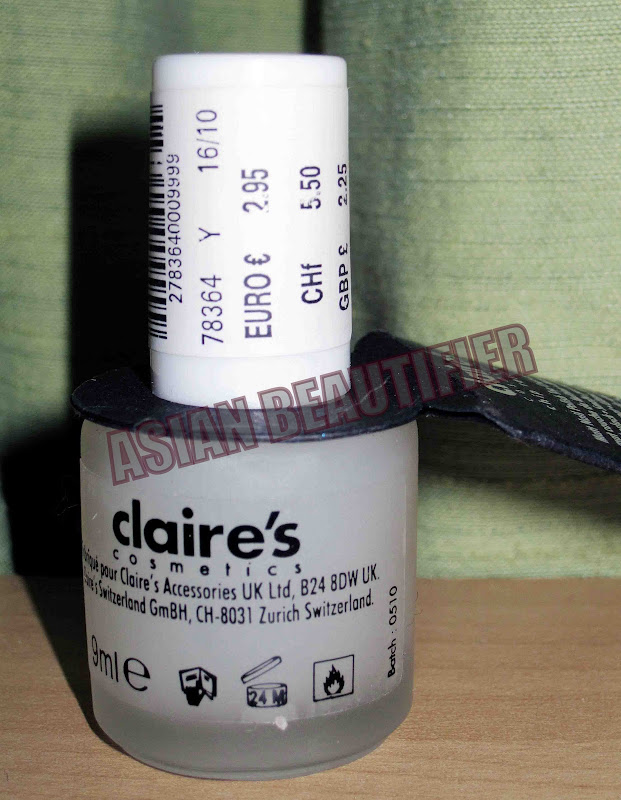 2783640009999
78364 Y 16/10
EURO € 2.95
CHf 5.50
GBP £ 2.25
ASIAN BEAUTIFIER
claire's
cosmetics
pour Claire's Accessories UK Ltd, B24 8DW UK.
Switzerland GmBH, CH-8031 Zurich Switzerland.
9ml e
24 M
Batch : 0510